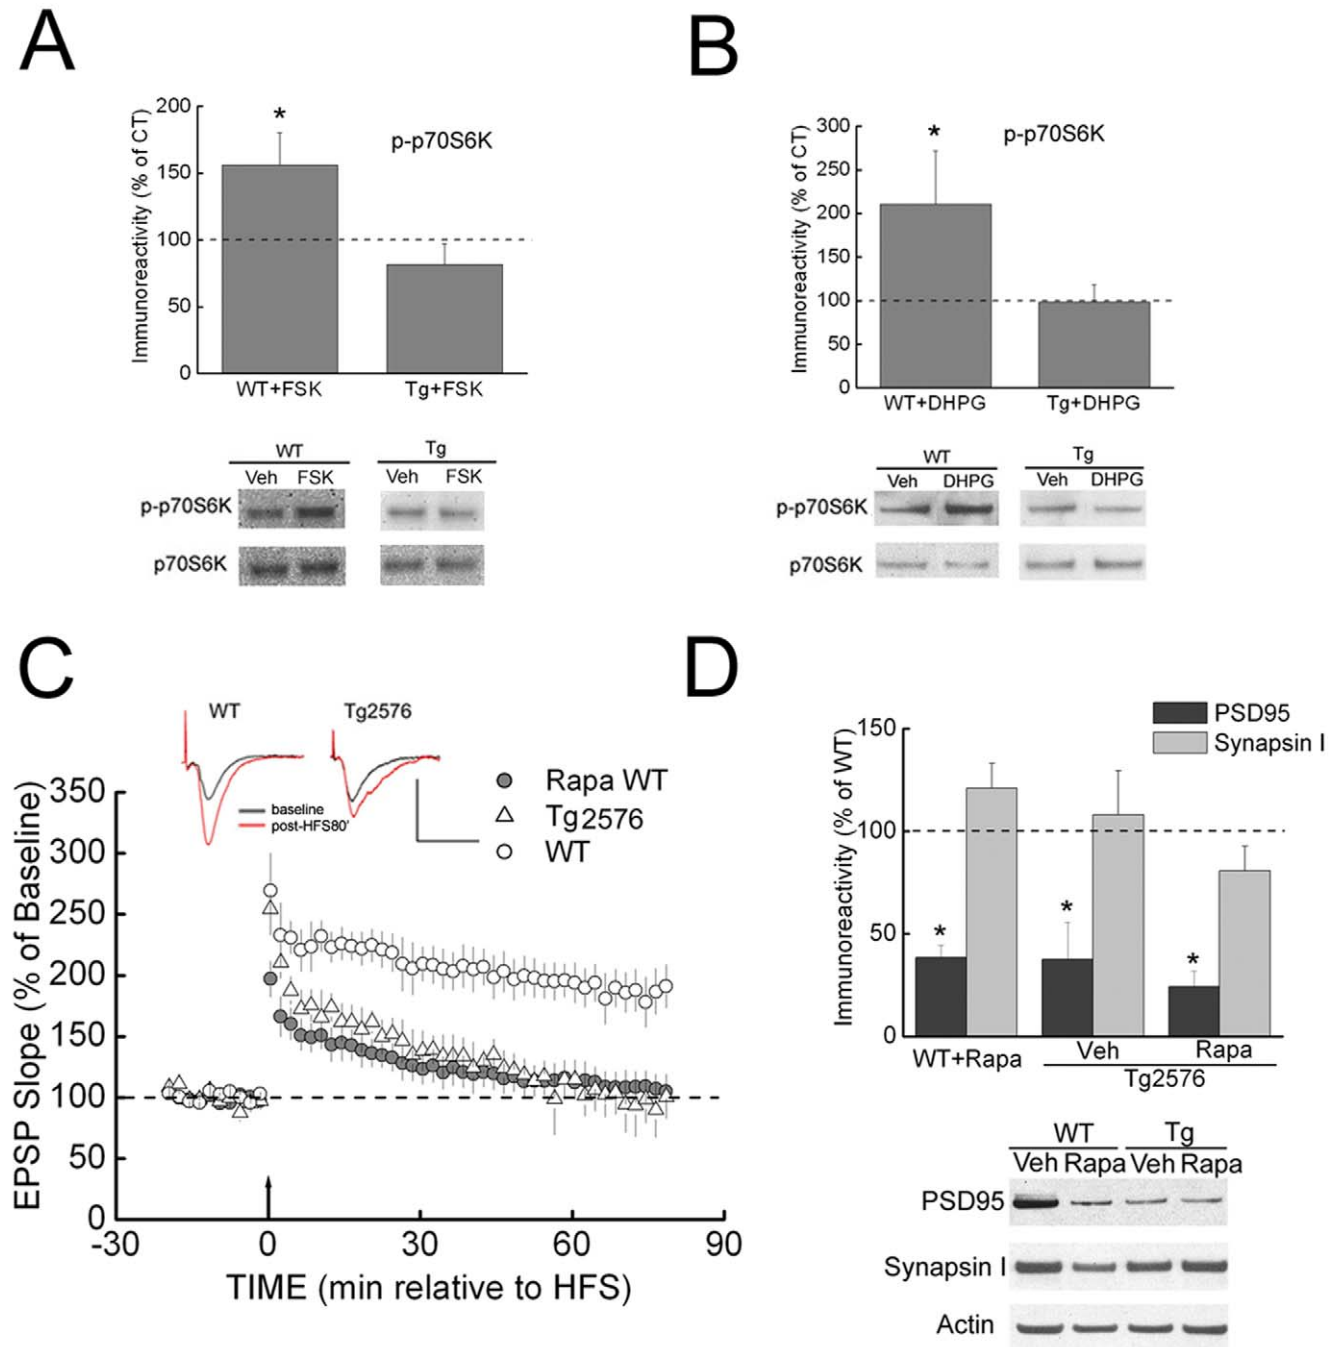 A
Immunoreactivity (% of CT)
200
150
100
50
0
*
p-p70S6K
WT+FSK
Tg+FSK
WT
Tg
Veh FSK
Veh FSK
p-p70S6K
p70S6K
B
Immunoreactivity (% of CT)
300
250
200
150
100
50
0
*
p-p70S6K
WT+DHPG
Tg+DHPG
WT
Tg
Veh DHPG
Veh DHPG
p-p70S6K
p70S6K
C
WT
Tg2576
baseline
post-HFS80'
Rapa WT
Tg2576
WT
EPSP Slope (% of Baseline)
350
300
250
200
150
100
50
0
-30 0 30 60 90
TIME (min relative to HFS)
D
PSD95
Synapsin I
Immunoreactivity (% of WT)
150
100
50
0
*
*
*
WT+Rapa
Veh
Rapa
Tg2576
WT
Tg
Veh Rapa Veh Rapa
PSD95
Synapsin I
Actin